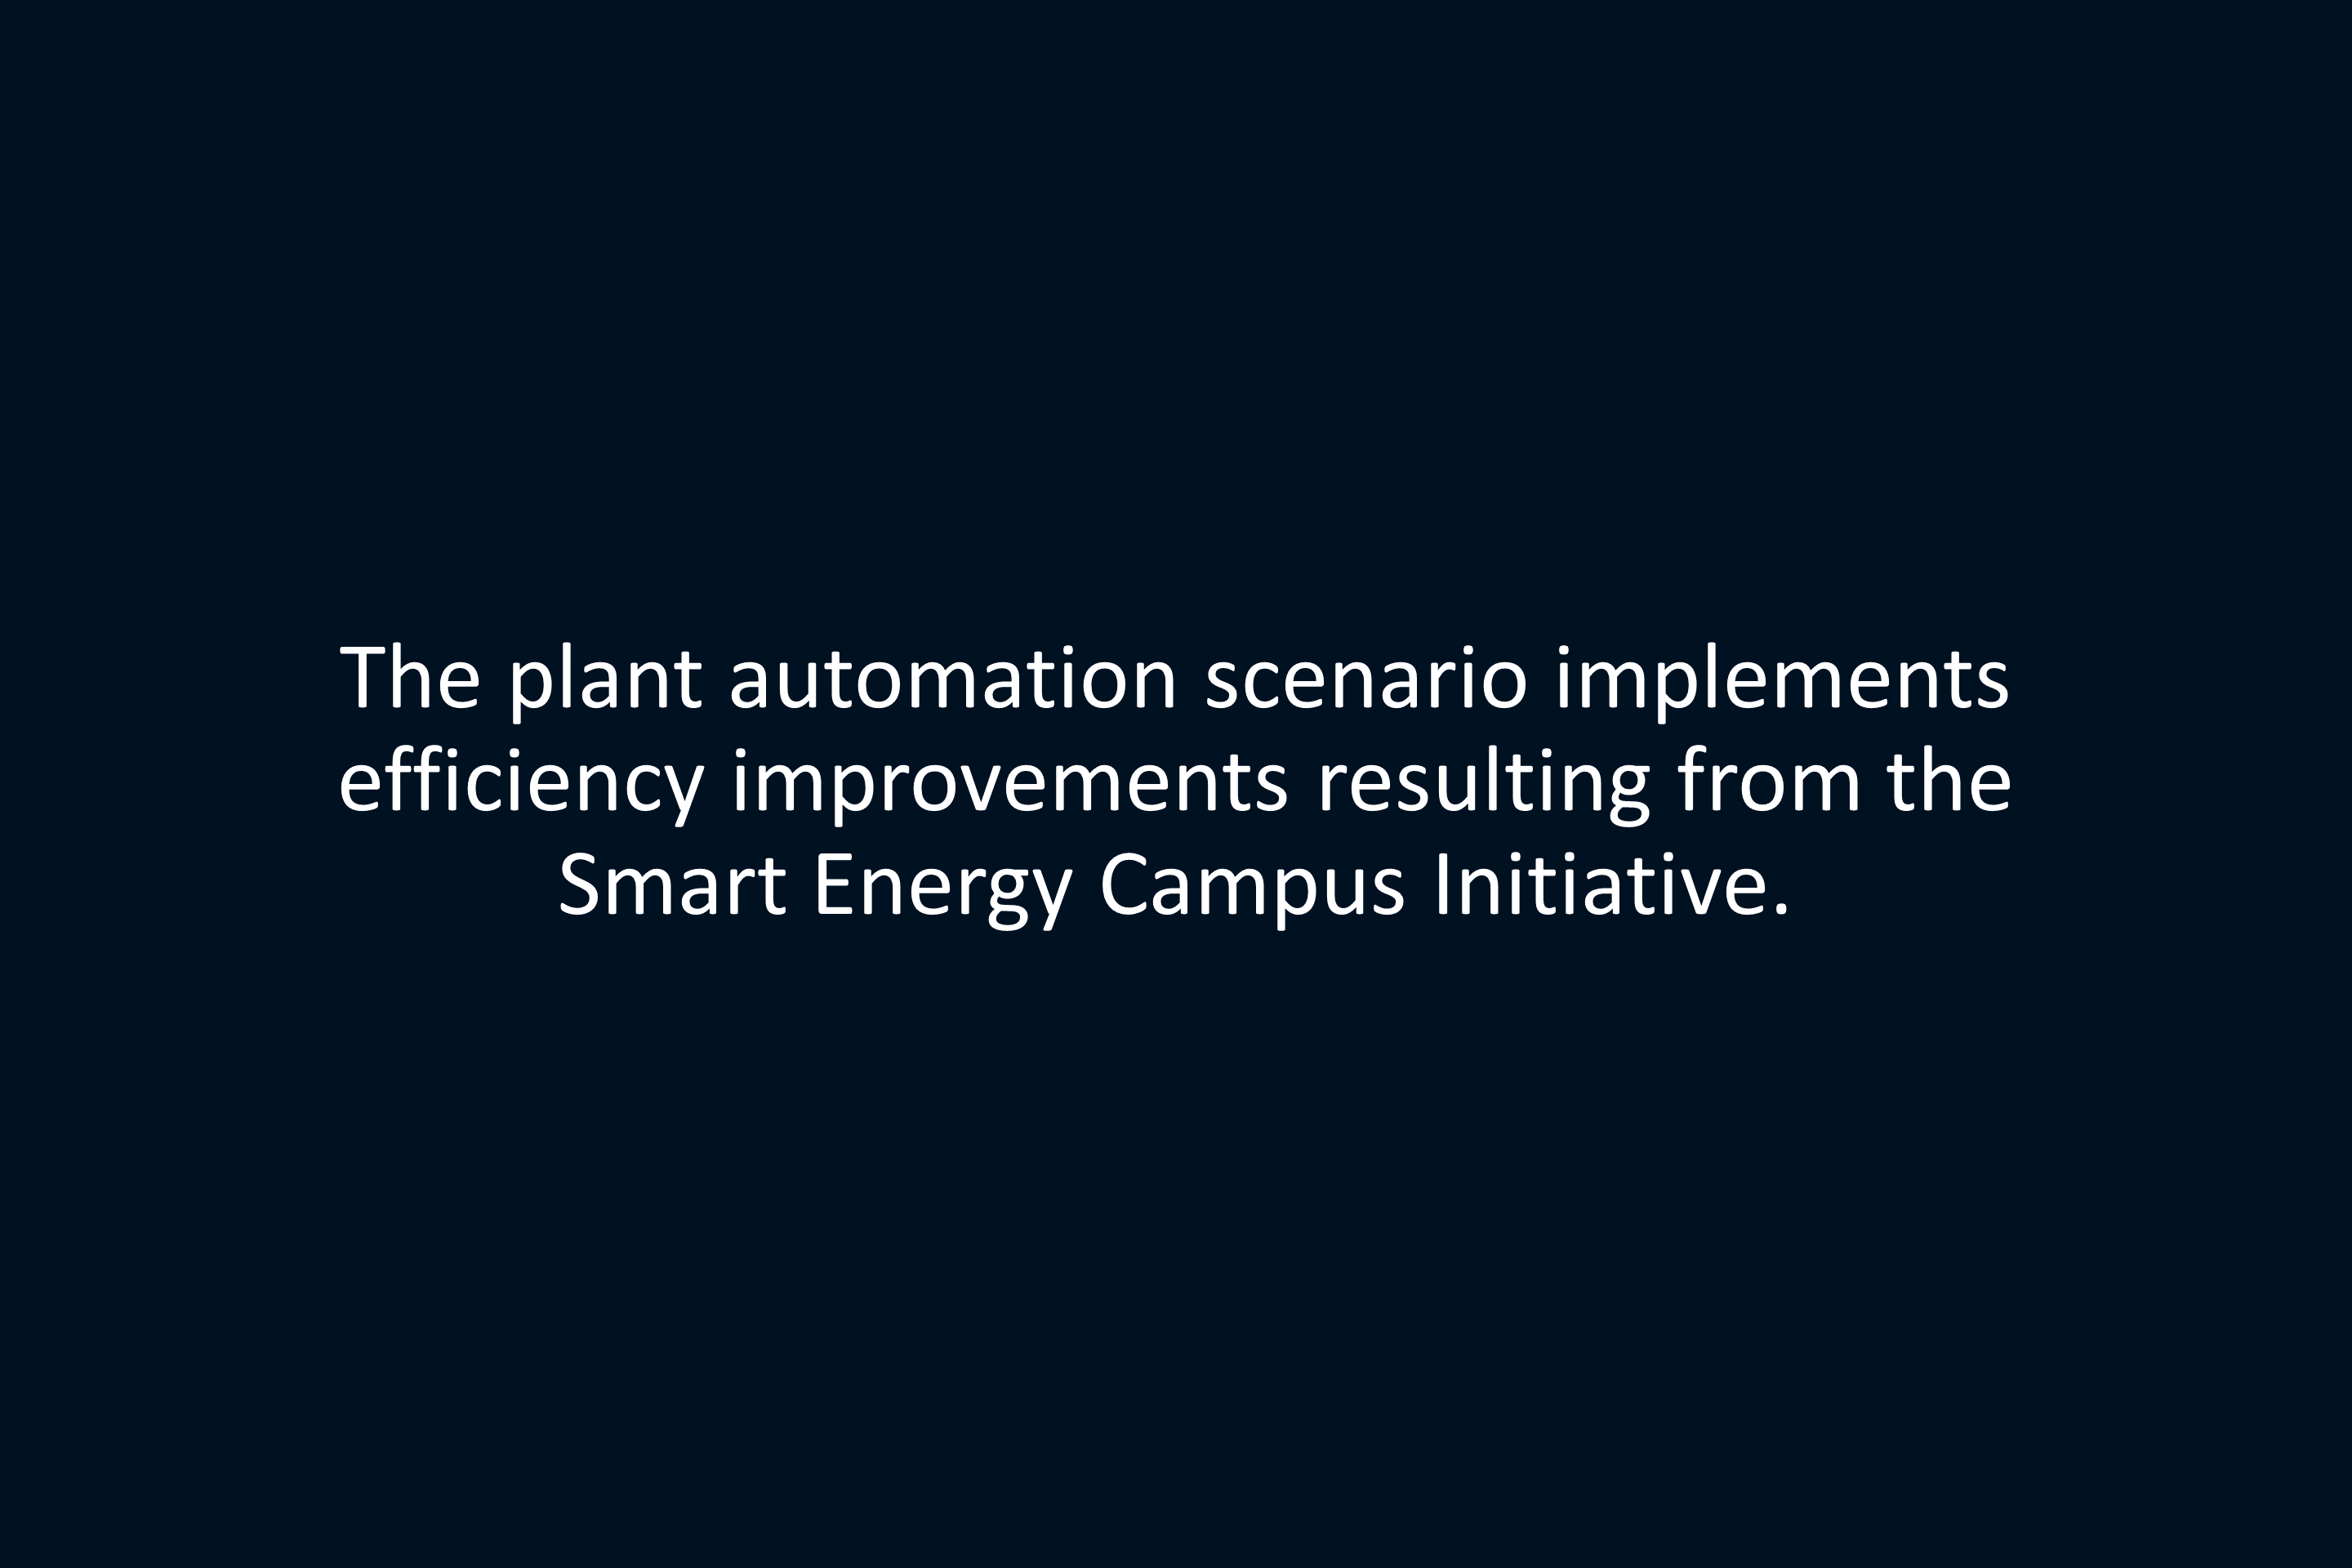 The plant automation scenario implements
efficiency improvements resulting from the
Smart Energy Campus Initiative.